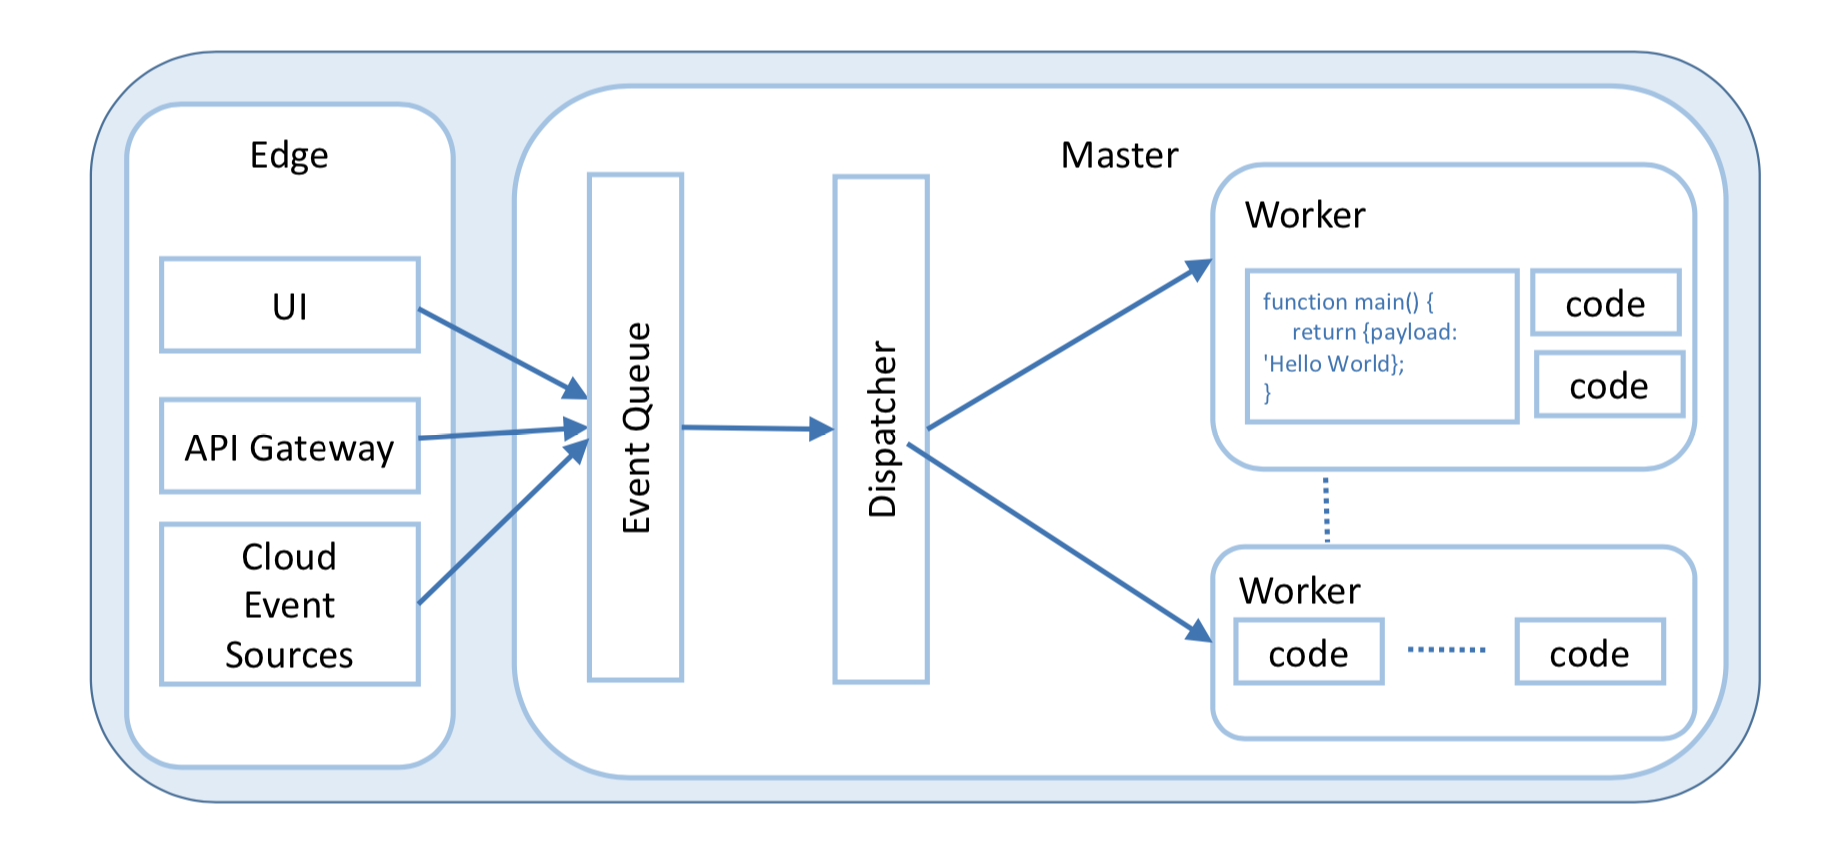 Edge
UI
API Gateway
Cloud
Event
Sources
Master
Event Queue
Dispatcher
Worker
function main() {
return {payload:
'Hello World};
}
code
code
Worker
code
code